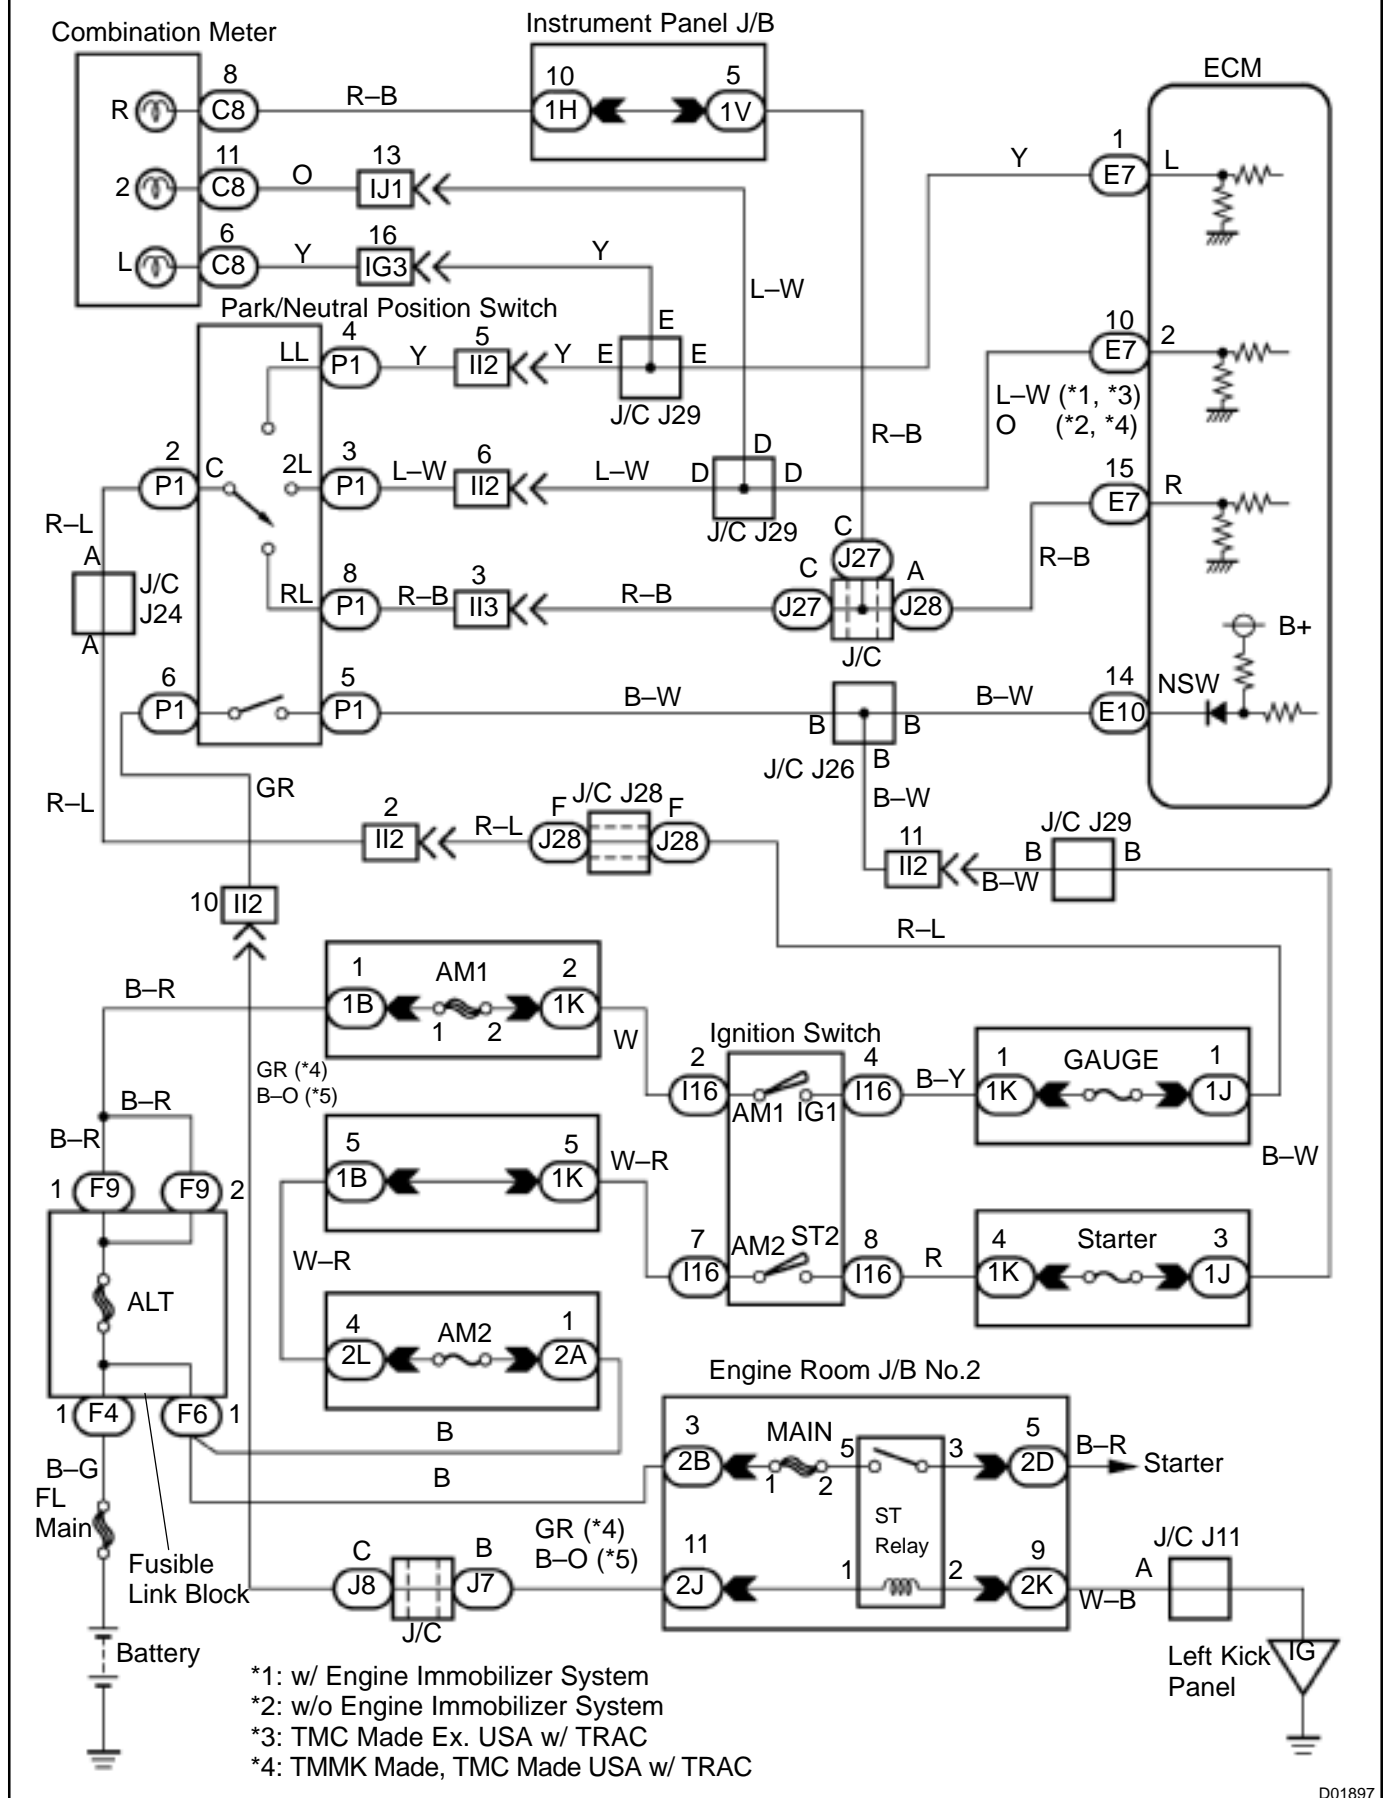 Combination Meter
Instrument Panel J/B
ECM
R
8
C8
R–B
10
1H
5
1V
2
11
C8
O
13
IJ1
L
6
C8
Y
16
IG3
Y
Y
1
E7
L
L–W
Park/Neutral Position Switch
LL
4
P1
Y
5
II2
Y
E
E
E
J/C J29
10
E7
2
L–W (*1, *3)
O (*2, *4)
R–B
2
P1
C
2L
3
P1
L–W
6
II2
L–W
D
D
D
J/C J29
15
E7
R
R–L
A
J/C
J24
A
RL
8
P1
R–B
3
II3
R–B
C
J27
C
J27
A
J28
J/C
R–B
B+
6
P1
5
P1
B–W
B
B
B
J/C J26
B–W
14
E10
NSW
GR
R–L
2
II2
R–L
J/C J28
F
J28
F
J28
B–W
11
II2
B–W
J/C J29
B
B
10
II2
R–L
B–R
1
1B
AM1
1
2
2
1K
W
GR (*4)
B–O (*5)
Ignition Switch
2
I16
AM1
IG1
4
I16
B–Y
1
1K
GAUGE
1
1J
B–R
B–R
5
1B
5
1K
W–R
B–W
1
F9
F9
2
W–R
7
I16
AM2
ST2
8
I16
R
4
1K
Starter
3
1J
ALT
4
2L
AM2
1
2A
1
F4
F6
1
B
B
Engine Room J/B No.2
3
2B
MAIN
1
2
5
3
5
2D
B–R
Starter
B–G
FL
Main
Fusible
Link Block
ST
Relay
C
J8
B
J7
J/C
GR (*4)
B–O (*5)
11
2J
1
2
9
2K
W–B
A
J/C J11
Battery
Left Kick
Panel
IG
*1: w/ Engine Immobilizer System
*2: w/o Engine Immobilizer System
*3: TMC Made Ex. USA w/ TRAC
*4: TMMK Made, TMC Made USA w/ TRAC
D01897